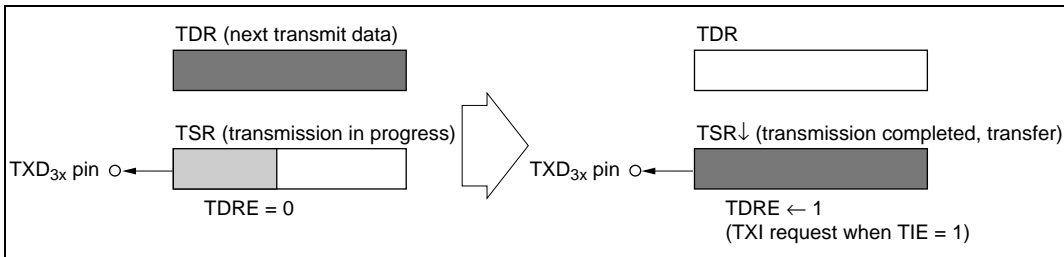 TDR (next transmit data)
TSR (transmission in progress)
TXD3x pin
TDRE = 0
TDR
TSR↓ (transmission completed, transfer)
TXD3x pin
TDRE ← 1
(TXI request when TIE = 1)